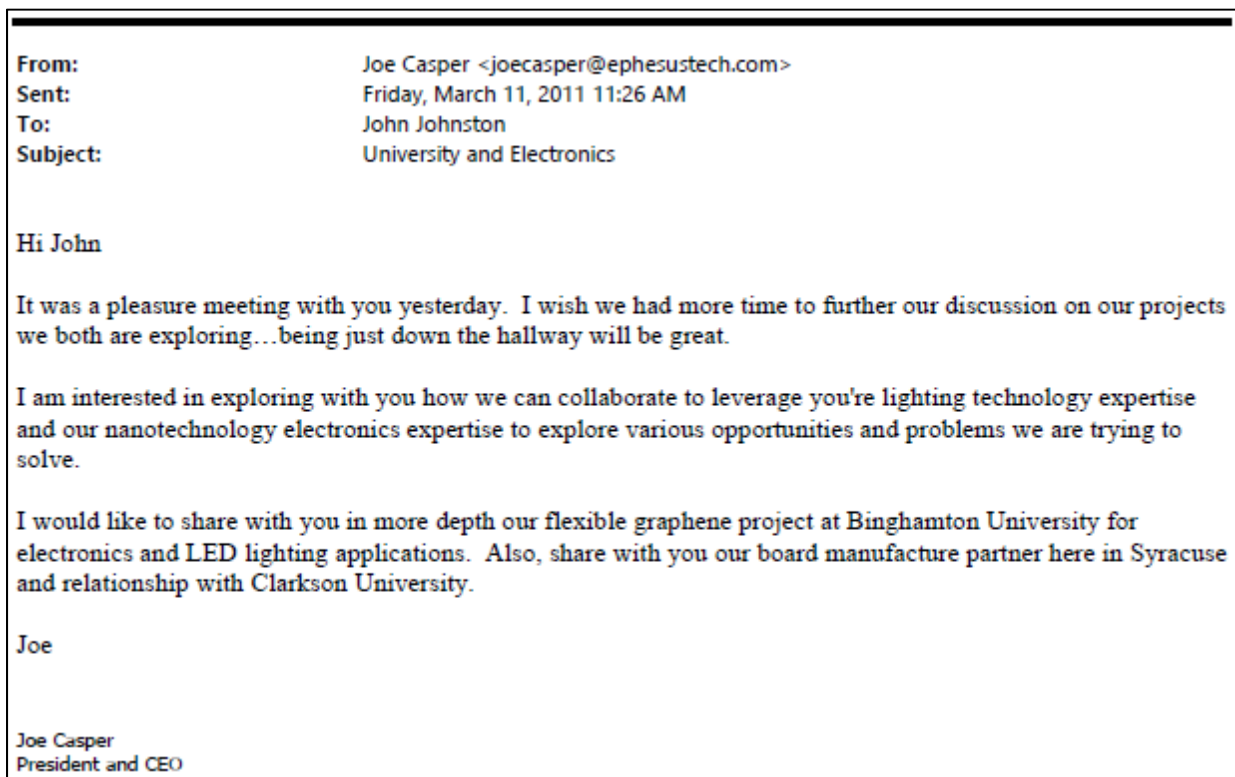 From: Joe Casper <joecasper@ephesustech.com>
Sent: Friday, March 11, 2011 11:26 AM
To: John Johnston
Subject: University and Electronics
Hi John
It was a pleasure meeting with you yesterday.  I wish we had more time to further our discussion on our projects
we both are exploring…being just down the hallway will be great.
I am interested in exploring with you how we can collaborate to leverage you're lighting technology expertise
and our nanotechnology electronics expertise to explore various opportunities and problems we are trying to
solve.
I would like to share with you in more depth our flexible graphene project at Binghamton University for
electronics and LED lighting applications.  Also, share with you our board manufacture partner here in Syracuse
and relationship with Clarkson University.
Joe
Joe Casper
President and CEO